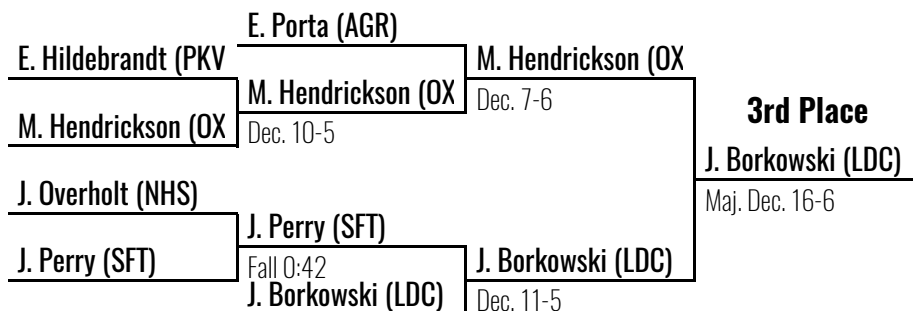 E. Porta (AGR)
E. Hildebrandt (PKV
M. Hendrickson (OX
M. Hendrickson (OX
Dec. 7-6
3rd Place
M. Hendrickson (OX
Dec. 10-5
J. Borkowski (LDC)
Maj. Dec. 16-6
J. Overholt (NHS)
J. Perry (SFT)
J. Perry (SFT)
Fall 0:42
J. Borkowski (LDC)
J. Borkowski (LDC)
Dec. 11-5